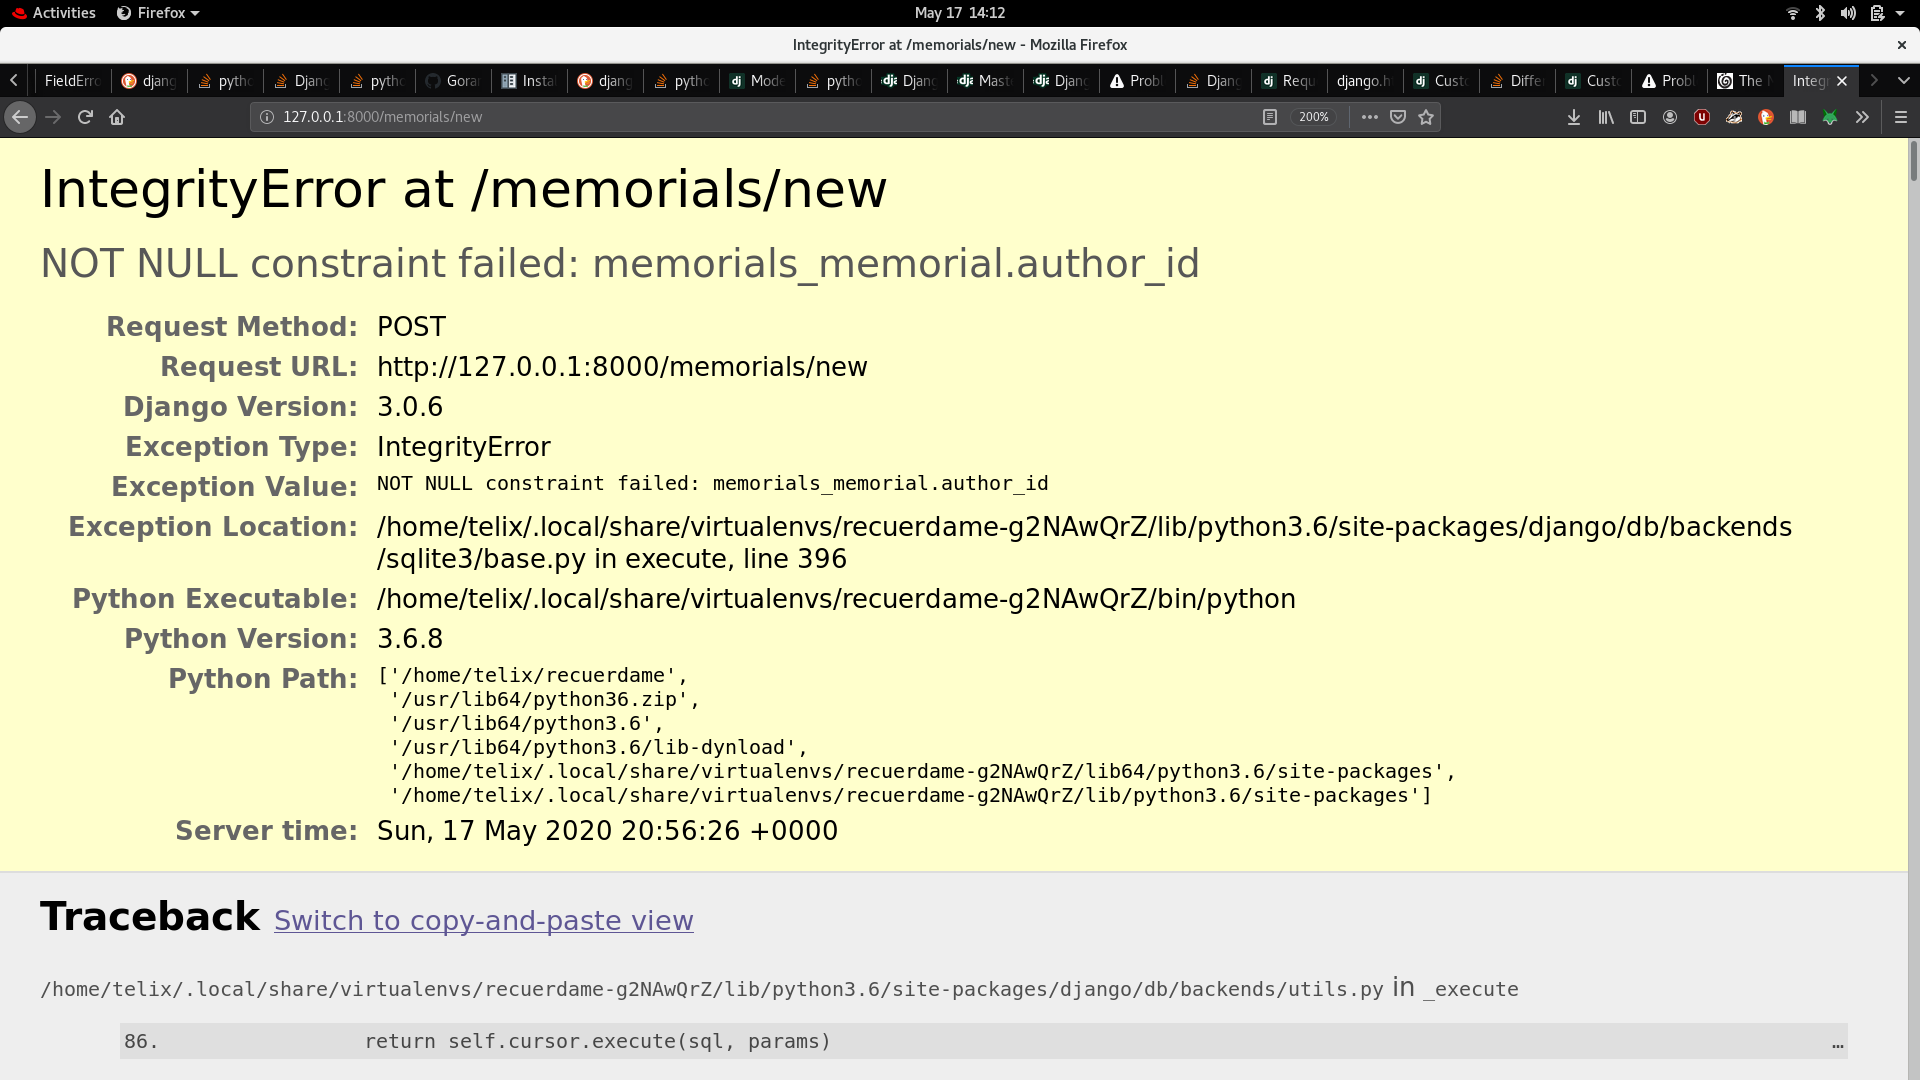 Activities Firefox May 17 14:12
IntegrityError at /memorials/new - Mozilla Firefox
FieldErro djang pytho Djang pytho Gorai Instal djang pytho Mode pytho Djang Maste Djang Probl Djang Requ django.ht Custo Differ Custo Probl The N Integri
127.0.0.1:8000/memorials/new 200%
IntegrityError at /memorials/new
NOT NULL constraint failed: memorials_memorial.author_id
Request Method: POST
Request URL: http://127.0.0.1:8000/memorials/new
Django Version: 3.0.6
Exception Type: IntegrityError
Exception Value: NOT NULL constraint failed: memorials_memorial.author_id
Exception Location: /home/telix/.local/share/virtualenvs/recuerdame-g2NAwQrZ/lib/python3.6/site-packages/django/db/backends
/sqlite3/base.py in execute, line 396
Python Executable: /home/telix/.local/share/virtualenvs/recuerdame-g2NAwQrZ/bin/python
Python Version: 3.6.8
Python Path: ['/home/telix/recuerdame',
'/usr/lib64/python36.zip',
'/usr/lib64/python3.6',
'/usr/lib64/python3.6/lib-dynload',
'/home/telix/.local/share/virtualenvs/recuerdame-g2NAwQrZ/lib64/python3.6/site-packages',
'/home/telix/.local/share/virtualenvs/recuerdame-g2NAwQrZ/lib/python3.6/site-packages']
Server time: Sun, 17 May 2020 20:56:26 +0000
Traceback Switch to copy-and-paste view
/home/telix/.local/share/virtualenvs/recuerdame-g2NAwQrZ/lib/python3.6/site-packages/django/db/backends/utils.py in _execute
86. return self.cursor.execute(sql, params) …